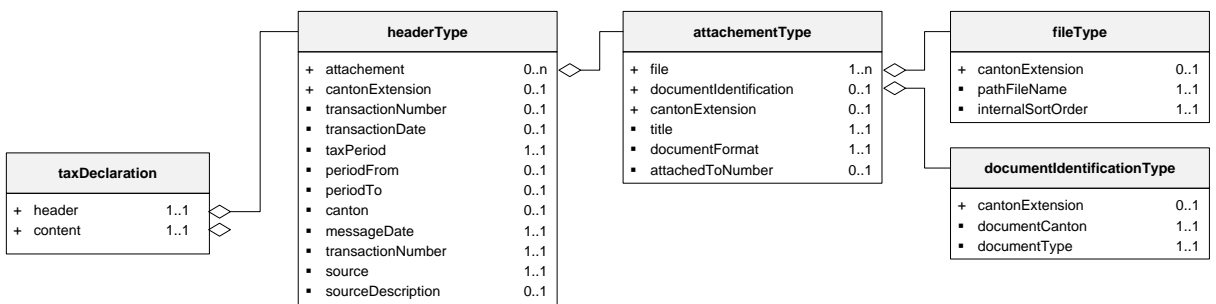 taxDeclaration
+ header 1..1
+ content 1..1
headerType
+ attachement 0..n
+ cantonExtension 0..1
▪ transactionNumber 0..1
▪ transactionDate 0..1
▪ taxPeriod 1..1
▪ periodFrom 0..1
▪ periodTo 0..1
▪ canton 0..1
▪ messageDate 1..1
▪ transactionNumber 1..1
▪ source 1..1
▪ sourceDescription 0..1
attachementType
+ file 1..n
+ documentIdentification 0..1
+ cantonExtension 0..1
▪ title 1..1
▪ documentFormat 1..1
▪ attachedToNumber 0..1
fileType
+ cantonExtension 0..1
▪ pathFileName 1..1
▪ internalSortOrder 1..1
documentIdentificationType
+ cantonExtension 0..1
▪ documentCanton 1..1
▪ documentType 1..1